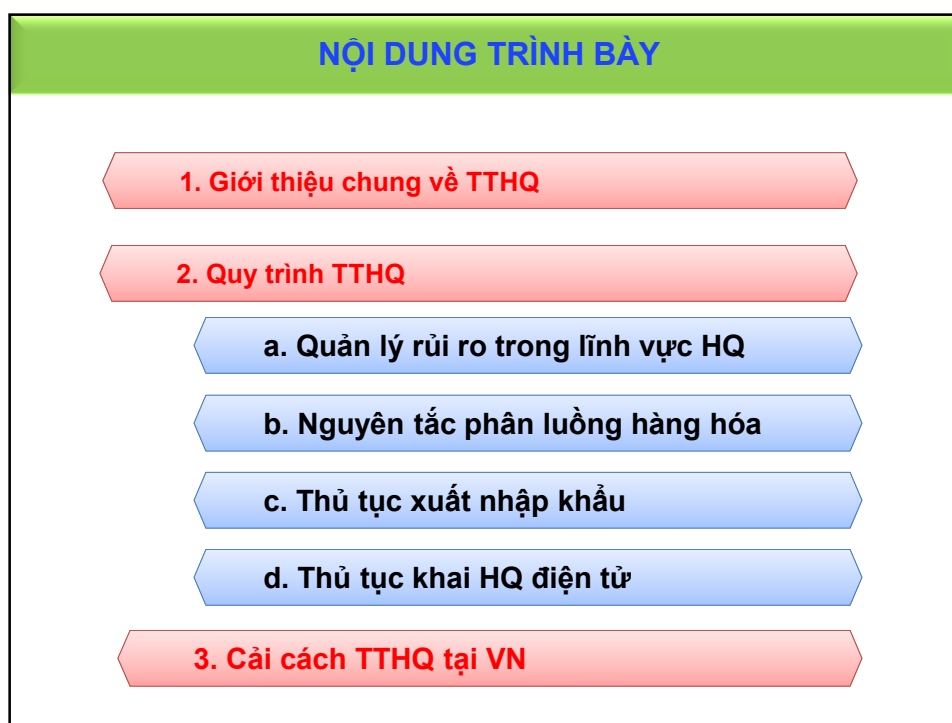 NỘI DUNG TRÌNH BÀY
1. Giới thiệu chung về TTHQ
2. Quy trình TTHQ
a. Quản lý rủi ro trong lĩnh vực HQ
b. Nguyên tắc phân luồng hàng hóa
c. Thủ tục xuất nhập khẩu
d. Thủ tục khai HQ điện tử
3. Cải cách TTHQ tại VN